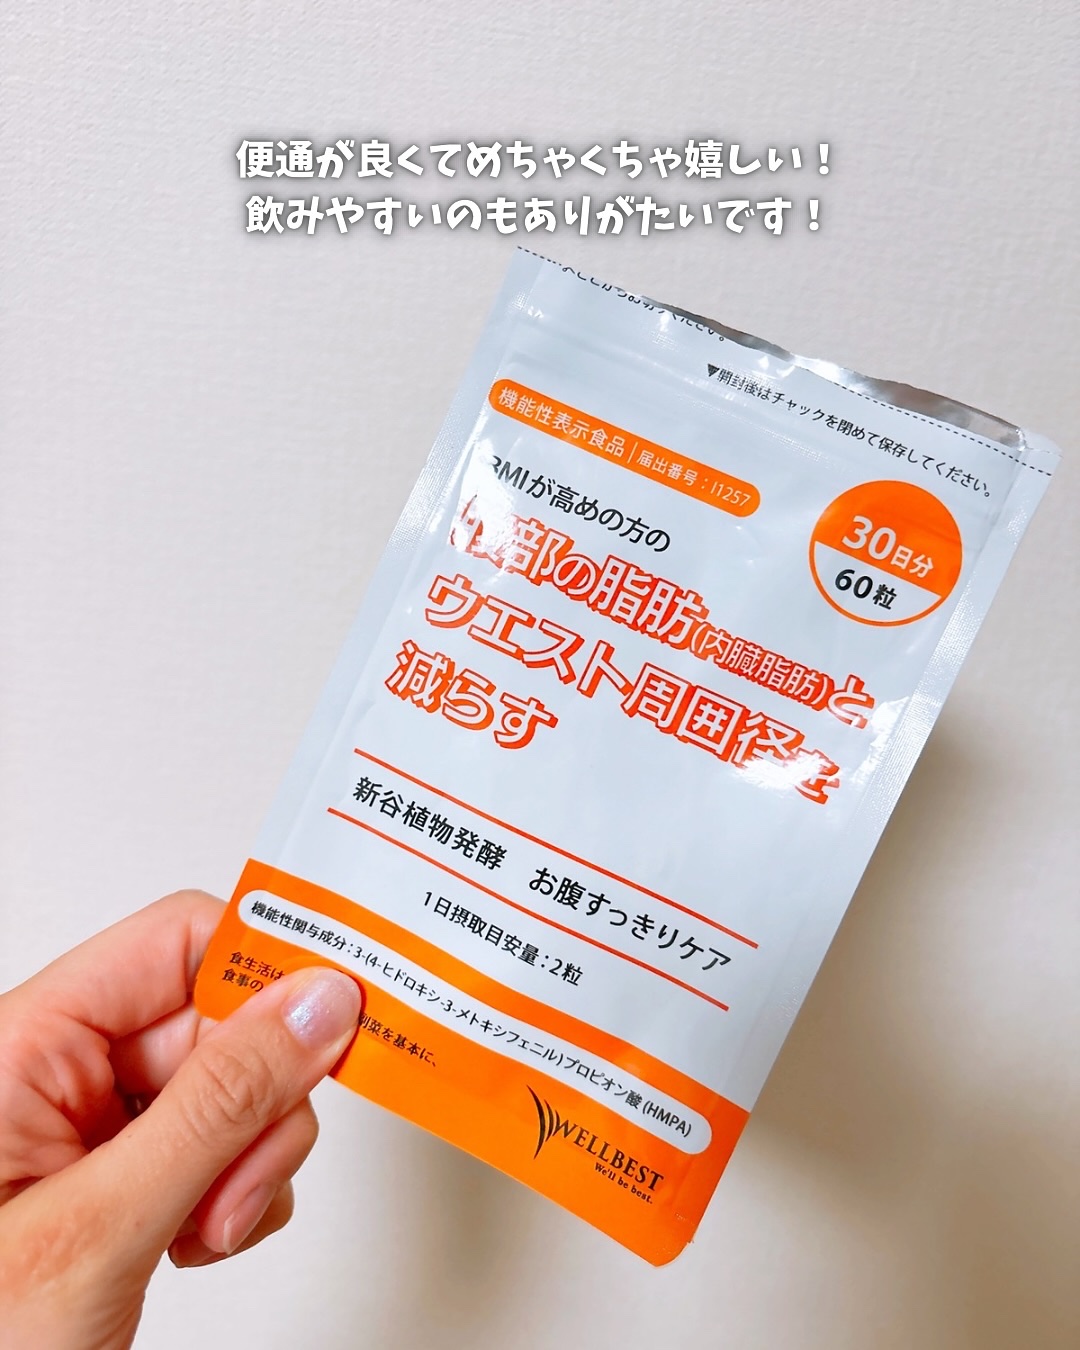 便通が良くてめちゃくちゃ嬉しい！
飲みやすいのもありがたいです！
▼開封後はチャックを閉めて保存してください。
機能性表示食品｜届出番号：I1257
BMIが高めの方の
腹部の脂肪(内臓脂肪)と
ウエスト周囲径を
減らす
30日分
60粒
新谷植物発酵　お腹すっきりケア
1日摂取目安量：2粒
機能性関与成分：3-(4-ヒドロキシ-3-メトキシフェニル)プロピオン酸(HMPA)
食生活は
副菜を基本に、
食事の
WELLBEST
We'll be beat.